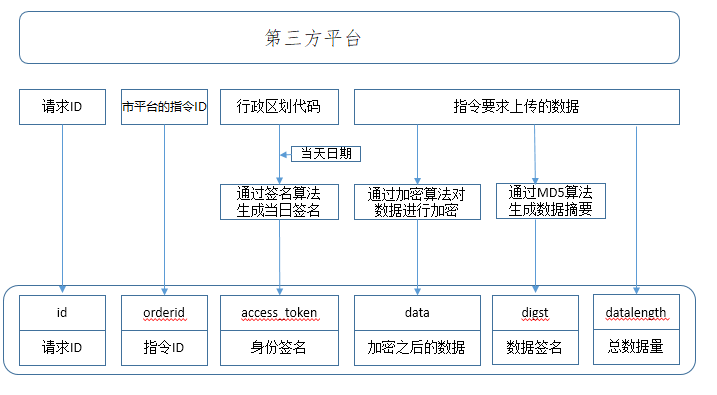 第三方平台
请求ID
市平台的指令ID
行政区划代码
指令要求上传的数据
当天日期
通过签名算法
生成当日签名
通过加密算法对
数据进行加密
通过MD5算法
生成数据摘要
id
orderid
access_token
data
digst
datalength
请求ID
指令ID
身份签名
加密之后的数据
数据签名
总数据量